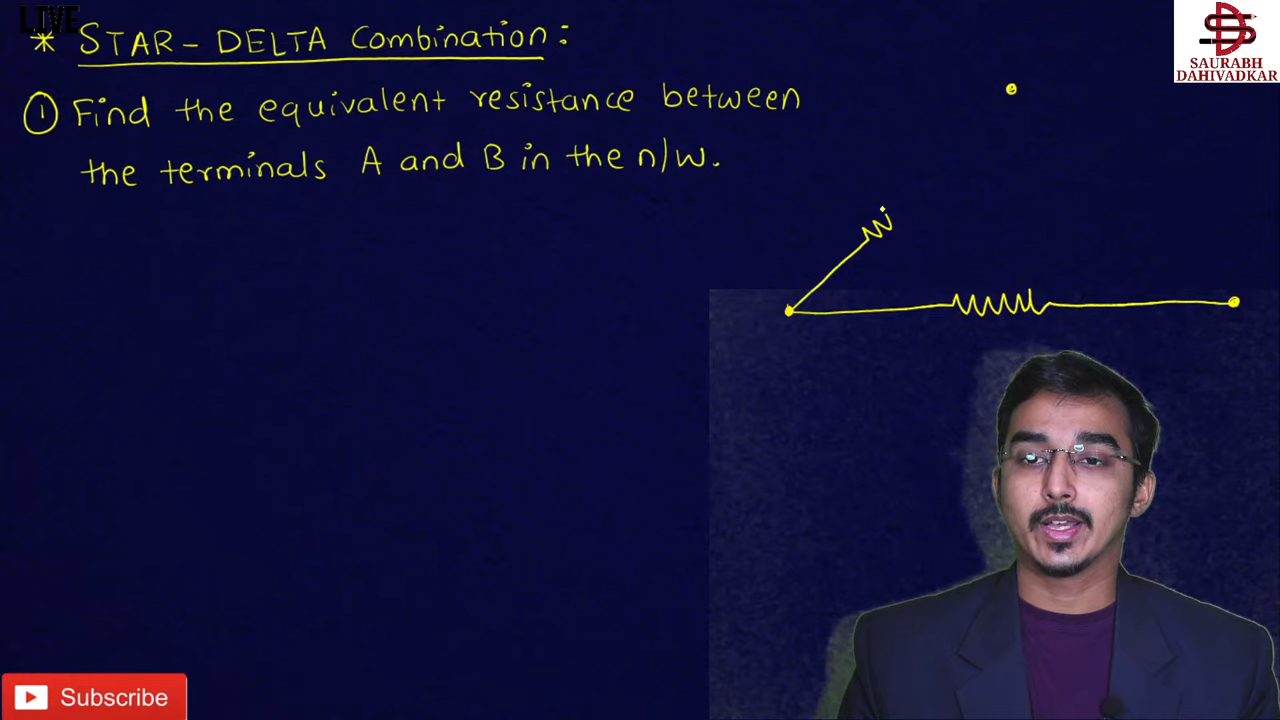 LIVE
* STAR - DELTA Combination:
① Find the equivalent resistance between
the terminals A and B in the n/w.
SAURABH
DAHIVADKAR
Subscribe